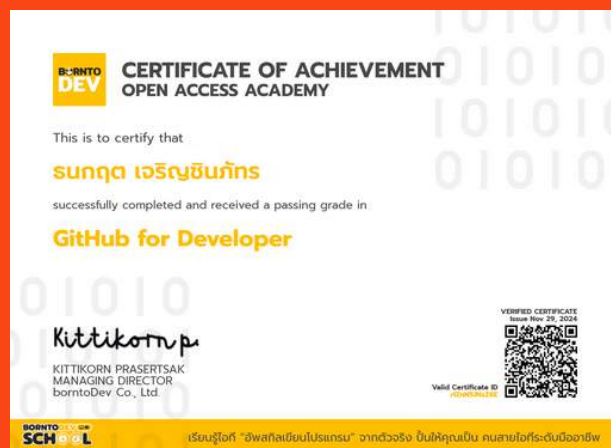 BORNTO
DEV
CERTIFICATE OF ACHIEVEMENT
OPEN ACCESS ACADEMY
This is to certify that
ธนกฤต เจริญชินภัทร
successfully completed and received a passing grade in
GitHub for Developer
Kittikorn p.
KITTIKORN PRASERTSAK
MANAGING DIRECTOR
borntoDev Co., Ltd.
VERIFIED CERTIFICATE
Issue Nov 29, 2024
Valid Certificate ID
BORNTODEV
SCHOOL
เรียนรู้ไอที “อัพสกิลเขียนโปรแกรม” จากตัวจริง ปั้นให้คุณเป็น คนสายไอทีระดับมืออาชีพ